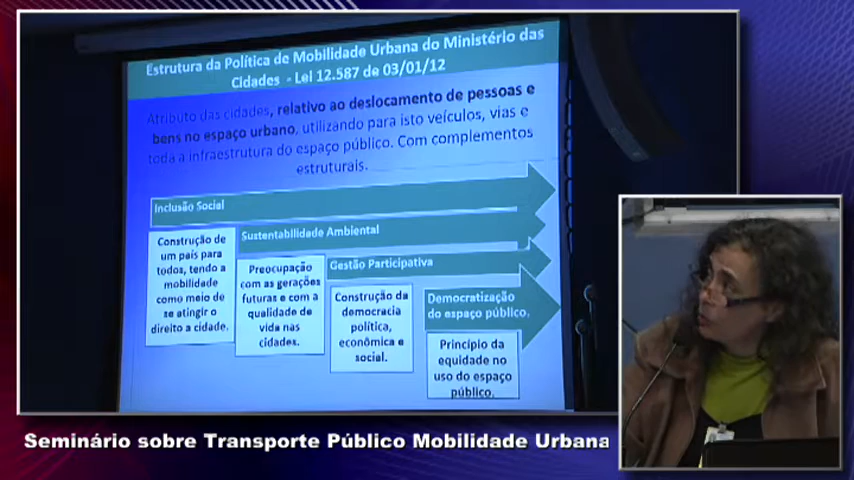 Estrutura da Política de Mobilidade Urbana do Ministério das
Cidades - Lei 12.587 de 03/01/12
Atributo das cidades, relativo ao deslocamento de pessoas e
bens no espaço urbano, utilizando para isto veículos, vias e
toda a infraestrutura do espaço público. Com complementos
estruturais.
Inclusão Social
Construção de
um país para
todos, tendo a
mobilidade
como meio de
se atingir o
direito a cidade.
Sustentabilidade Ambiental
Preocupação
com as gerações
futuras e com a
qualidade de
vida nas
cidades.
Gestão Participativa
Construção da
democracia
política,
econômica e
social.
Democratização
do espaço público.
Princípio da
equidade no
uso do espaço
público.
Seminário sobre Transporte Público Mobilidade Urbana